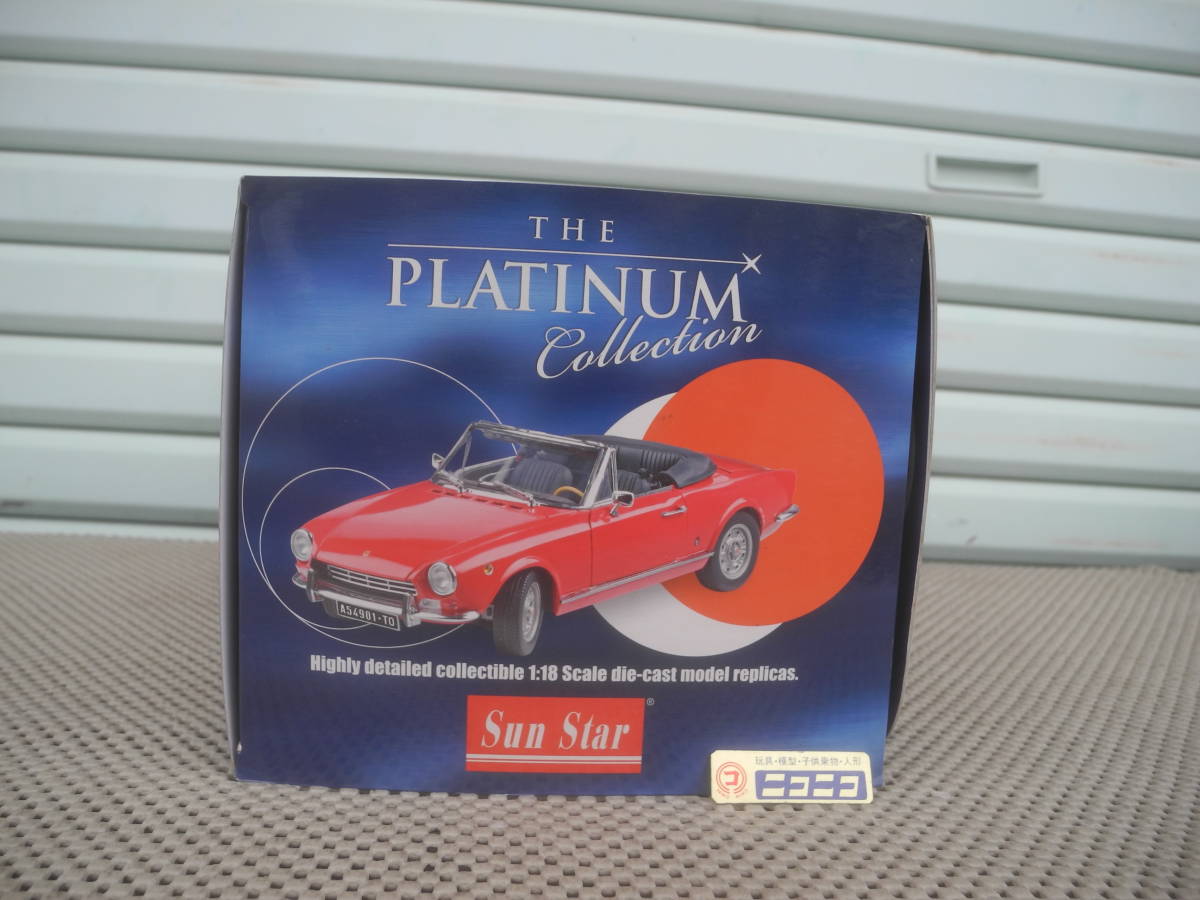 THE
PLATINUM
Collection
A54901·TO
Highly detailed collectible 1:18 Scale die-cast model replicas.
Sun Star®
玩具・模型・子供乗物・人形
コ ニコニコ